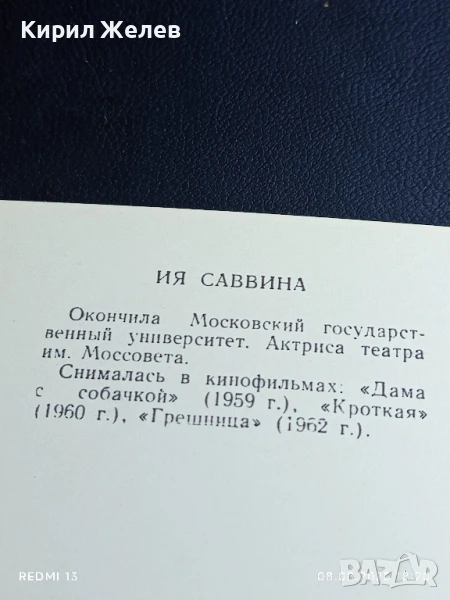 Кирил Желев
ИЯ САВВИНА
Окончила Московский государст-
венный университет. Актриса театра
им. Моссовета.
Снималась в кинофильмах: «Дама
с собачкой» (1959 г.), «Кроткая»
(1960 г.), «Грешница» (1962 г.).
REDMI 13
BAZAR